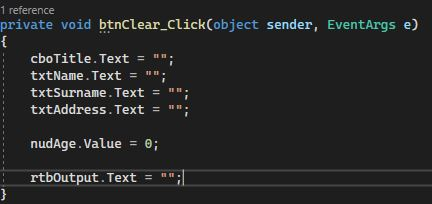 1 reference
private void btnClear_Click(object sender, EventArgs e)
{
cboTitle.Text = "";
txtName.Text = "";
txtSurname.Text = "";
txtAddress.Text = "";
nudAge.Value = 0;
rtbOutput.Text = "";
}